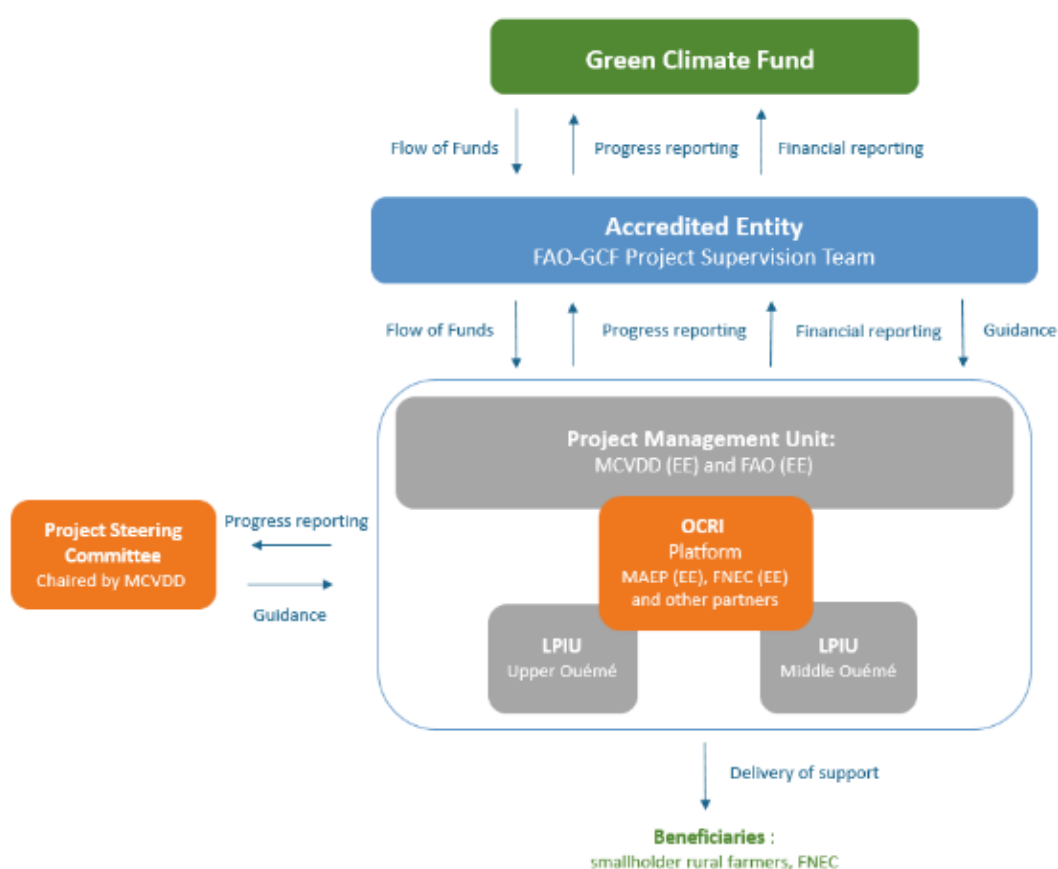 Green Climate Fund
Flow of Funds
Progress reporting
Financial reporting
Accredited Entity
FAO-GCF Project Supervision Team
Flow of Funds
Progress reporting
Financial reporting
Guidance
Project Management Unit:
MCVDD (EE) and FAO (EE)
Project Steering
Committee
Chaired by MCVDD
Progress reporting
Guidance
OCRI
Platform
MAEP (EE), FNEC (EE)
and other partners
LPIU
Upper Ouémé
LPIU
Middle Ouémé
Delivery of support
Beneficiaries :
smallholder rural farmers, FNEC